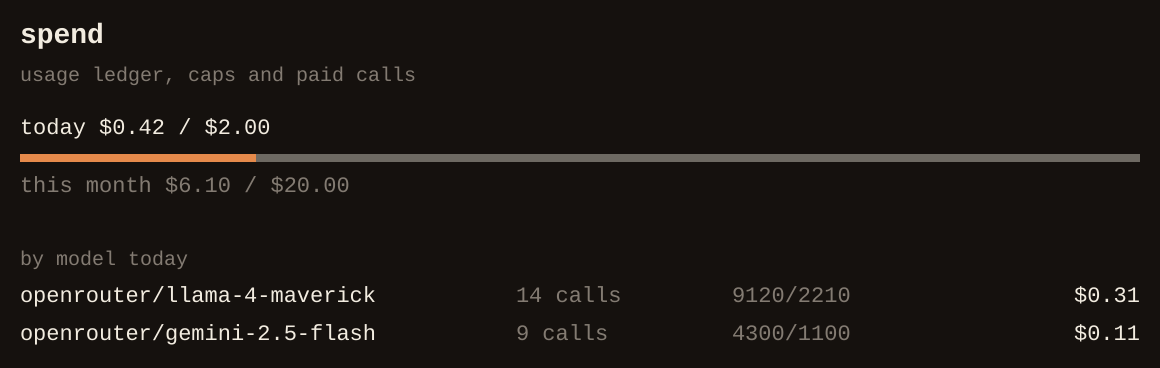 spend
usage ledger, caps and paid calls
today $0.42 / $2.00
this month $6.10 / $20.00
by model today
openrouter/llama-4-maverick 14 calls 9120/2210 $0.31
openrouter/gemini-2.5-flash 9 calls 4300/1100 $0.11